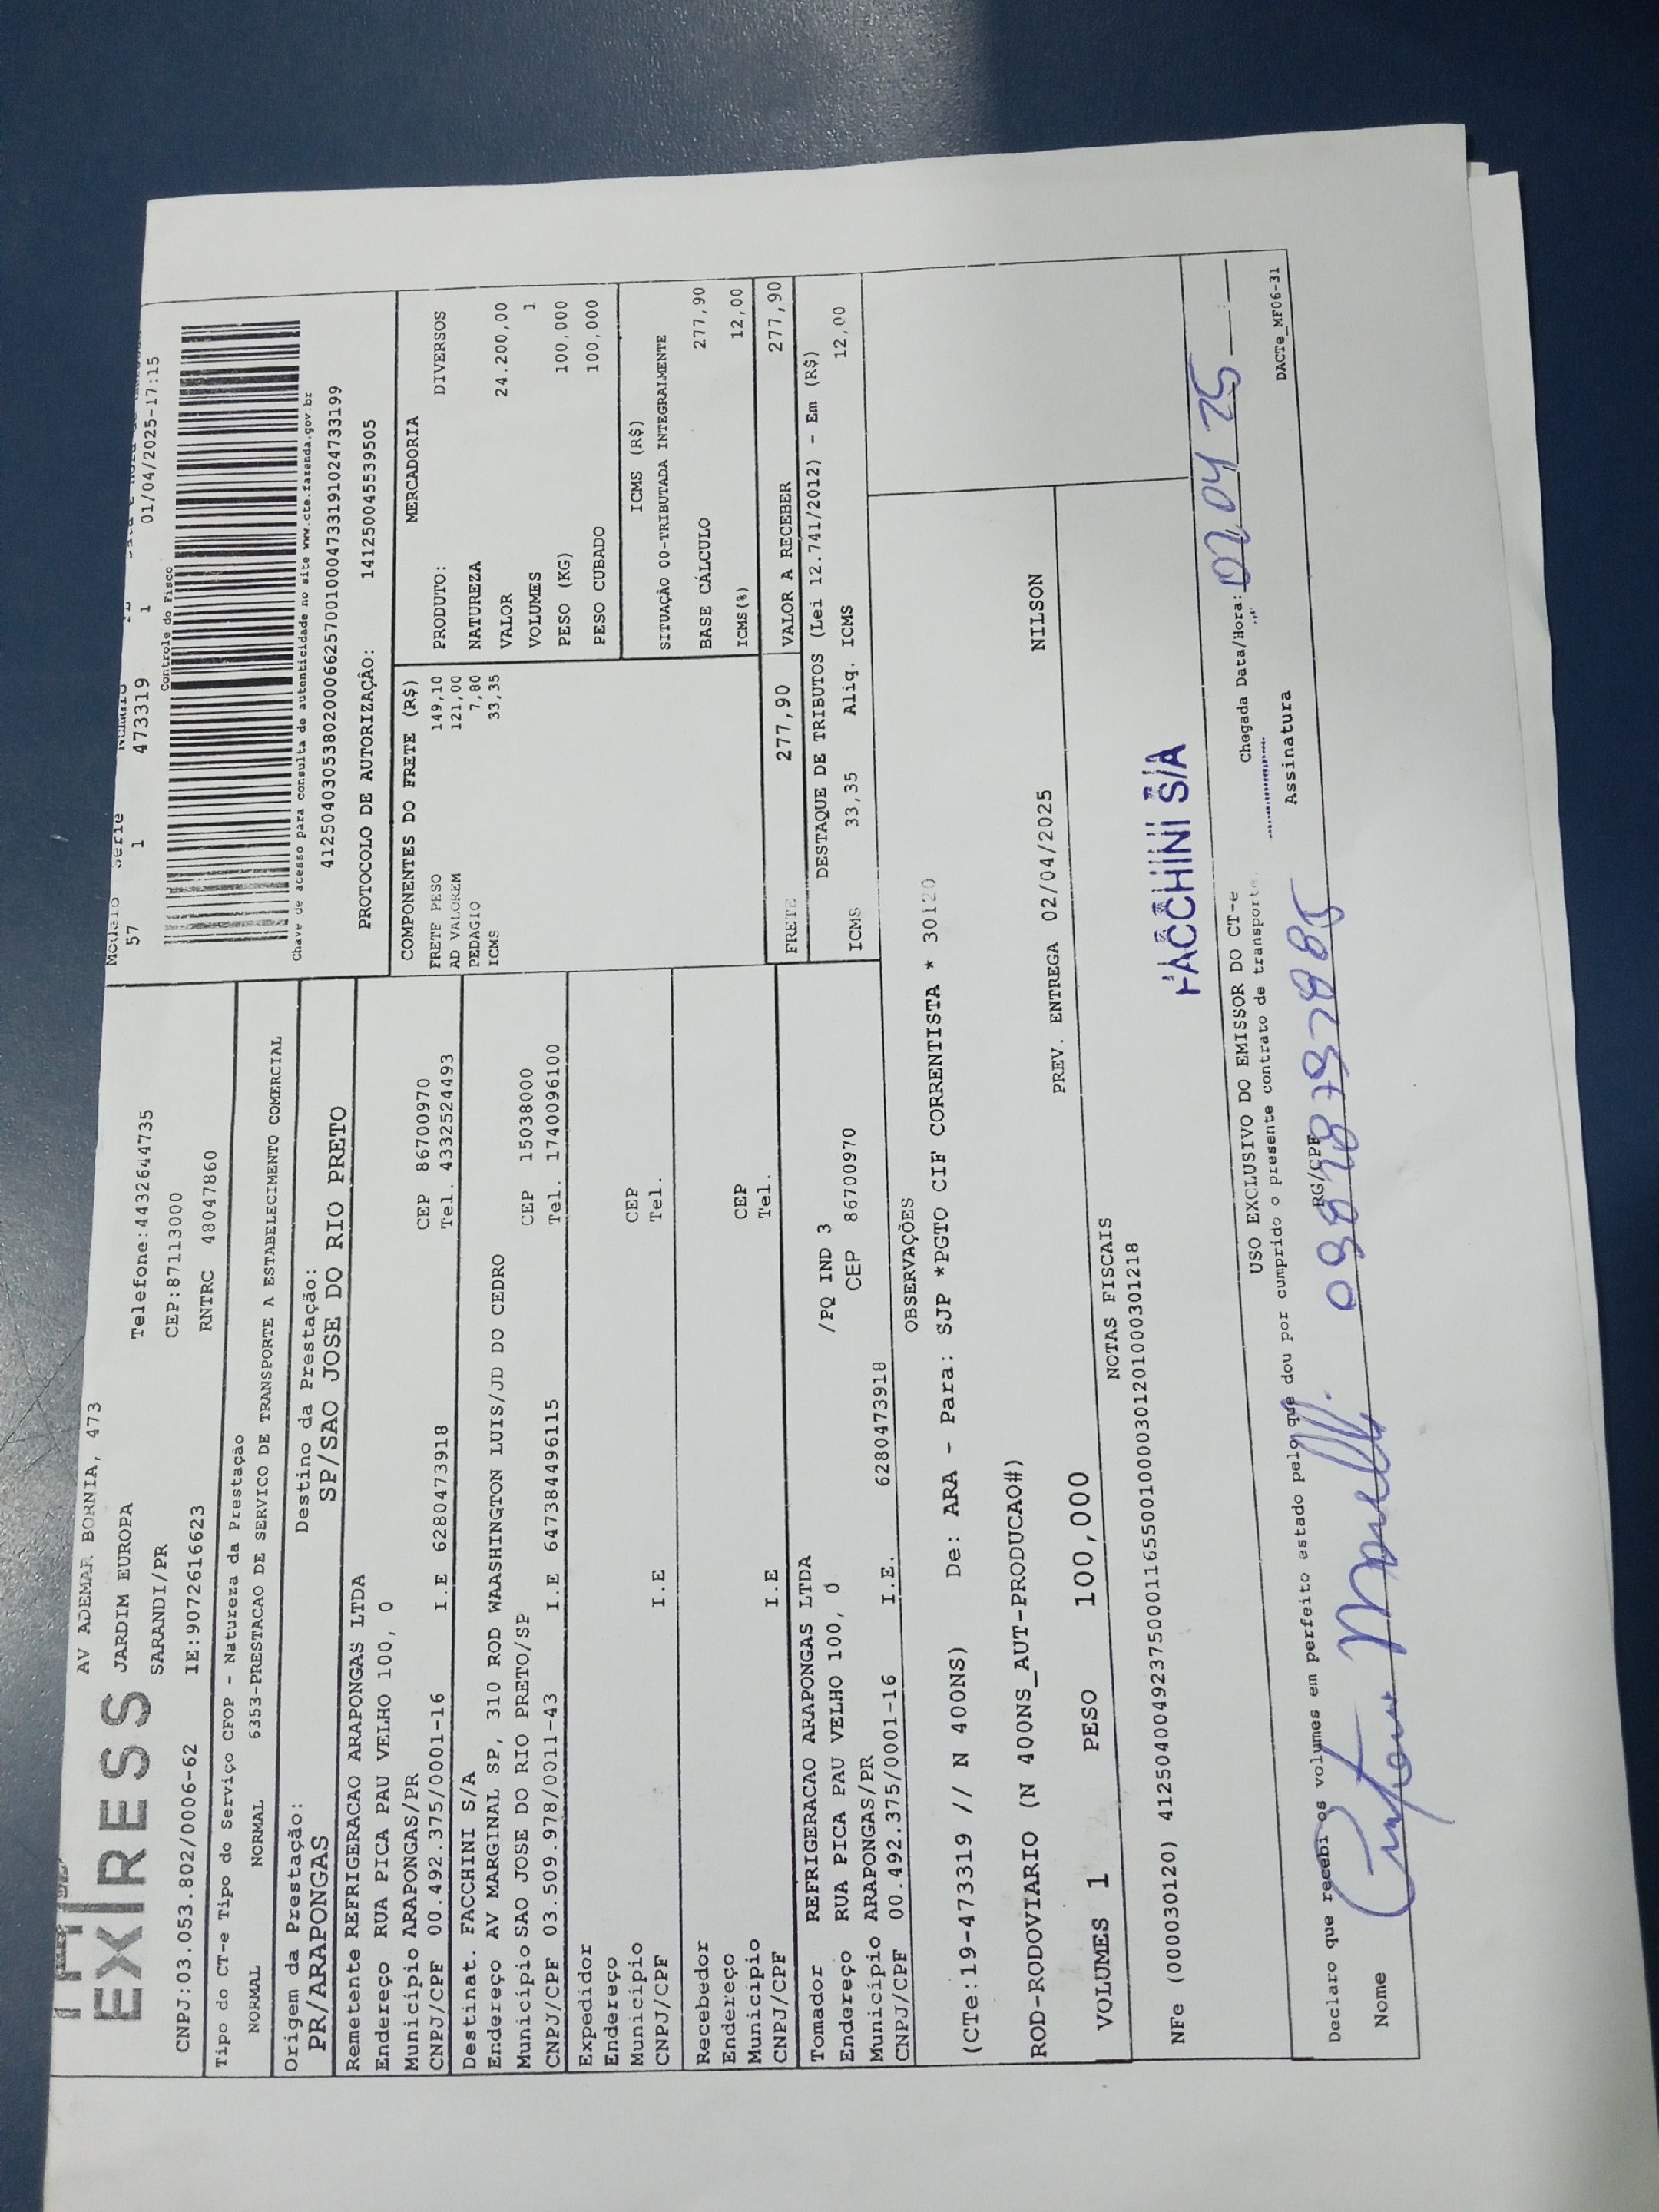 EXPRESS
AV ADEMAR BORNIA, 473
JARDIM EUROPA
Telefone:4432644735
SARANDI/PR
CEP:87113000
CNPJ:03.053.802/0006-62 IE:9072616623 RNTRC 48047860
Modelo Série Número
57 1 473319 1 01/04/2025-17:15
Controle do Fisco
Chave de acesso para consulta de autenticidade no site www.cte.fazenda.gov.br
41250403053802000662570010004733191024733199
PROTOCOLO DE AUTORIZAÇÃO: 141250045539505
Tipo do CT-e Tipo do Serviço CFOP - Natureza da Prestação
NORMAL NORMAL 6353-PRESTACAO DE SERVICO DE TRANSPORTE A ESTABELECIMENTO COMERCIAL
Origem da Prestação: Destino da Prestação:
PR/ARAPONGAS SP/SAO JOSE DO RIO PRETO
Remetente REFRIGERACAO ARAPONGAS LTDA
Endereço RUA PICA PAU VELHO 100, 0
Município ARAPONGAS/PR CEP 86700970
CNPJ/CPF 00.492.375/0001-16 I.E 6280473918 Tel. 4332524493
Destinat. FACCHINI S/A
Endereço AV MARGINAL SP, 310 ROD WAASHINGTON LUIS/JD DO CEDRO
Município SAO JOSE DO RIO PRETO/SP CEP 15038000
CNPJ/CPF 03.509.978/0011-43 I.E 647384496115 Tel. 1740096100
Expedidor
Endereço
Município CEP
CNPJ/CPF I.E Tel.
Recebedor
Endereço
Município CEP
CNPJ/CPF I.E Tel.
Tomador REFRIGERACAO ARAPONGAS LTDA
Endereço RUA PICA PAU VELHO 100, 0 /PQ IND 3
Município ARAPONGAS/PR CEP 86700970
CNPJ/CPF 00.492.375/0001-16 I.E. 6280473918
COMPONENTES DO FRETE (R$)
FRETE PESO 149,10
AD VALOREM 121,00
PEDAGIO 7,80
ICMS 33,35
MERCADORIA
PRODUTO: DIVERSOS
NATUREZA
VALOR 24.200,00
VOLUMES 1
PESO (KG) 100,000
PESO CUBADO 100,000
ICMS (R$)
SITUAÇÃO 00-TRIBUTADA INTEGRALMENTE
BASE CÁLCULO 277,90
ICMS(%) 12,00
FRETE 277,90 VALOR A RECEBER 277,90
DESTAQUE DE TRIBUTOS (Lei 12.741/2012) - Em (R$)
ICMS 33,35 Aliq. ICMS 12,00
OBSERVAÇÕES
(CTe:19-473319 // N 400NS) De: ARA - Para: SJP *PGTO CIF CORRENTISTA * 30120
ROD-RODOVIARIO (N 400NS_AUT-PRODUCAO#)
PREV. ENTREGA 02/04/2025 NILSON
VOLUMES 1 PESO 100,000
NOTAS FISCAIS
NFe (000030120) 41250400492375000116550010000301201000301218
FACCHINI S/A
USO EXCLUSIVO DO EMISSOR DO CT-e
Declaro que recebi os volumes em perfeito estado pelo que dou por cumprido o presente contrato de transporte.
Chegada Data/Hora: 02 04 25
Nome RG/CPF Assinatura
DACTe_MF06-31